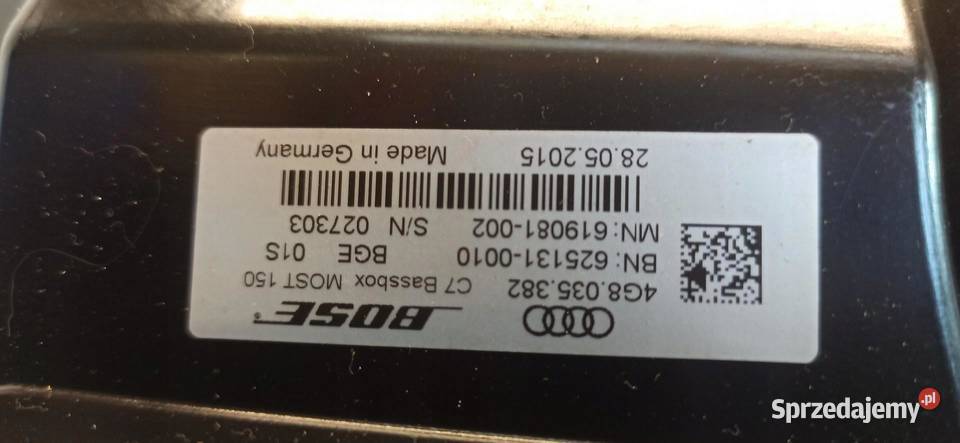 BOSE®
4G8.035.382 C7 Bassbox MOST 150
BN: 625131-0010 BGE 01S
MN: 619081-002 S/N 027303
28.05.2015 Made in Germany
Sprzedajemy.pl